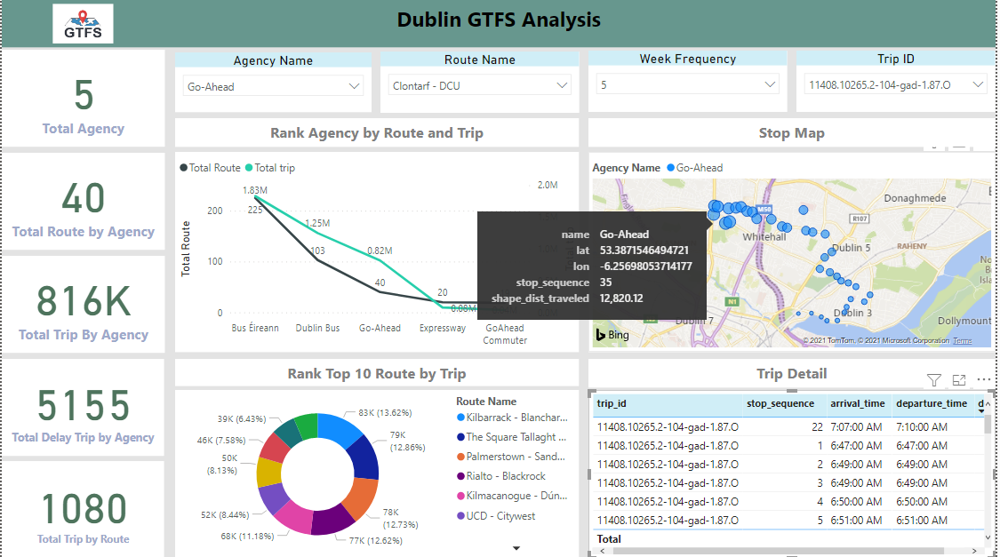 GTFS
Dublin GTFS Analysis
5
Total Agency
40
Total Route by Agency
816K
Total Trip By Agency
5155
Total Delay Trip by Agency
1080
Total Trip by Route
Agency Name
Go-Ahead
Route Name
Clontarf - DCU
Week Frequency
5
Trip ID
11408.10265.2-104-gad-1.87.O
Rank Agency by Route and Trip
Total Route Total trip
Total Route
200
100
0
2.0M
1.83M
225
1.25M
103
0.82M
40
20
0.08M
Bus Éireann
Dublin Bus
Go-Ahead
Expressway
GoAhead
Commuter
Stop Map
Agency Name Go-Ahead
Donaghmede
M50
R107
Whitehall
Dublin 5
RAHENY
N1
Dublin 3
Dublin 7
Dollymount
Bing
© 2021 TomTom, © 2021 Microsoft Corporation Terms
name Go-Ahead
lat 53.3871546494721
lon -6.25698053714177
stop_sequence 35
shape_dist_traveled 12,820.12
Rank Top 10 Route by Trip
83K (13.62%)
79K
(12.86%)
78K
(12.73%)
77K (12.62%)
68K (11.18%)
52K (8.44%)
50K
(8.13%)
46K (7.58%)
39K (6.43%)
Route Name
Kilbarrack - Blanchar...
The Square Tallaght ...
Palmerstown - Sand...
Rialto - Blackrock
Kilmacanogue - Dún...
UCD - Citywest
Trip Detail
trip_id stop_sequence arrival_time departure_time d
11408.10265.2-104-gad-1.87.O 22 7:07:00 AM 7:10:00 AM
11408.10265.2-104-gad-1.87.O 1 6:47:00 AM 6:47:00 AM
11408.10265.2-104-gad-1.87.O 2 6:49:00 AM 6:49:00 AM
11408.10265.2-104-gad-1.87.O 3 6:49:00 AM 6:49:00 AM
11408.10265.2-104-gad-1.87.O 4 6:50:00 AM 6:50:00 AM
11408.10265.2-104-gad-1.87.O 5 6:51:00 AM 6:51:00 AM
Total